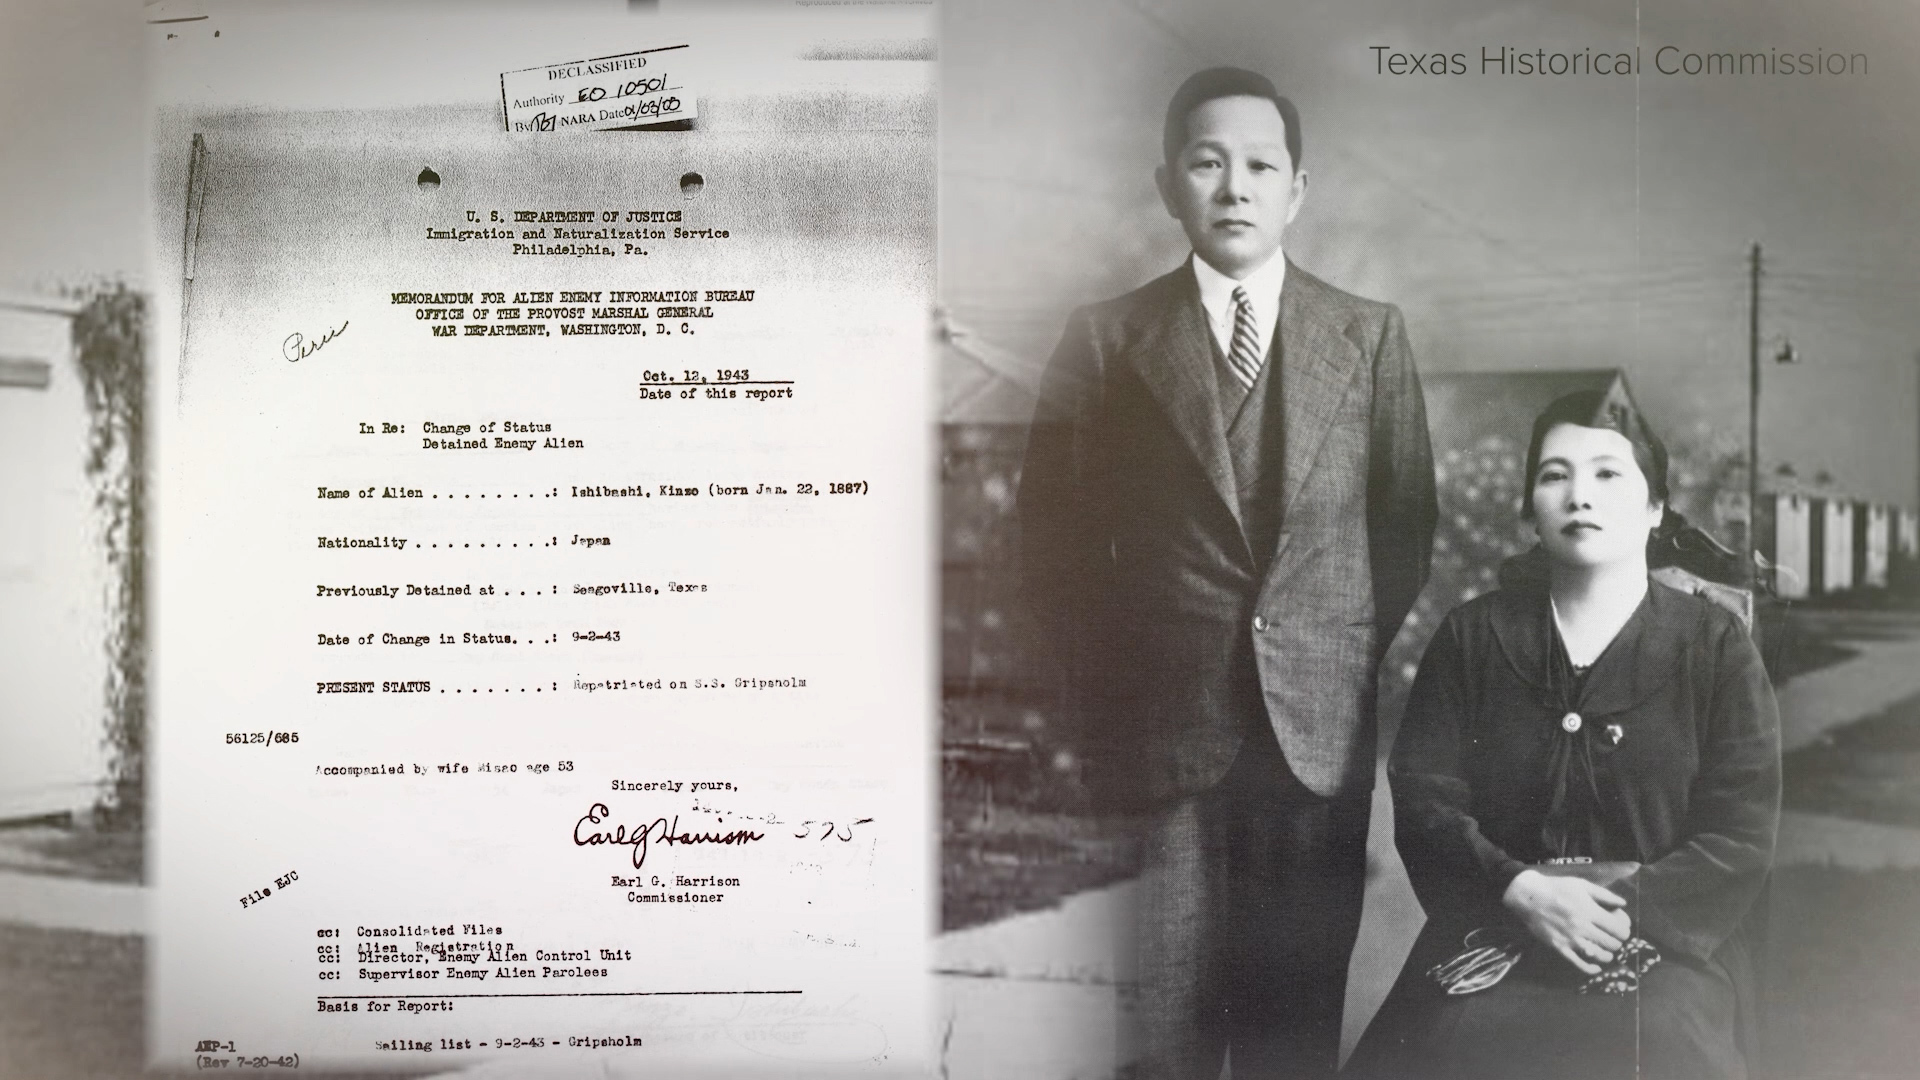 Texas Historical Commission
DECLASSIFIED
Authority EO 10501
By NARA Date
U. S. DEPARTMENT OF JUSTICE
Immigration and Naturalization Service
Philadelphia, Pa.
MEMORANDUM FOR ALIEN ENEMY INFORMATION BUREAU
OFFICE OF THE PROVOST MARSHAL GENERAL
WAR DEPARTMENT, WASHINGTON, D. C.
Peru
Oct. 12, 1943
Date of this report
In Re: Change of Status
Detained Enemy Alien
Name of Alien . . . . . . . .: Ishibashi, Kinzo (born Jan. 22, 1887)
Nationality . . . . . . . . .: Japan
Previously Detained at . . . : Seagoville, Texas
Date of Change in Status. . .: 9-2-43
PRESENT STATUS . . . . . . . : Repatriated on S.S. Gripsholm
56125/685
Accompanied by wife Misao age 53
Sincerely yours,
Earl G Harrison 595
Earl G. Harrison
Commissioner
File EJC
cc: Consolidated Files
cc: Alien Registration
cc: Director, Enemy Alien Control Unit
cc: Supervisor Enemy Alien Parolees
Basis for Report:
Sailing list - 9-2-43 - Gripsholm
AEP-1
(Rev 7-20-42)